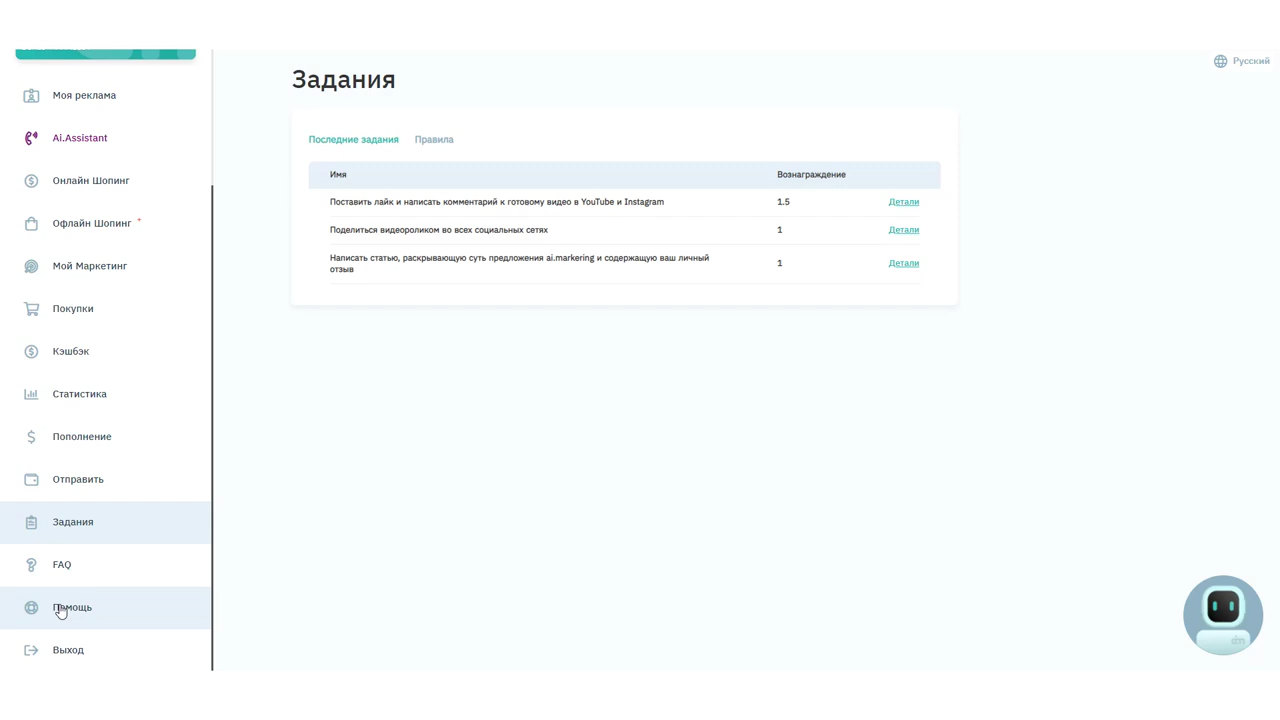 Русский
Моя реклама
Ai.Assistant
Онлайн Шопинг
Офлайн Шопинг *
Мой Маркетинг
Покупки
Кэшбэк
Статистика
Пополнение
Отправить
Задания
FAQ
Помощь
Выход
Задания
Последние задания Правила
Имя Вознаграждение
Поставить лайк и написать комментарий к готовому видео в YouTube и Instagram 1.5 Детали
Поделиться видеороликом во всех социальных сетях 1 Детали
Написать статью, раскрывающую суть предложения ai.markering и содержащую ваш личный
отзыв 1 Детали